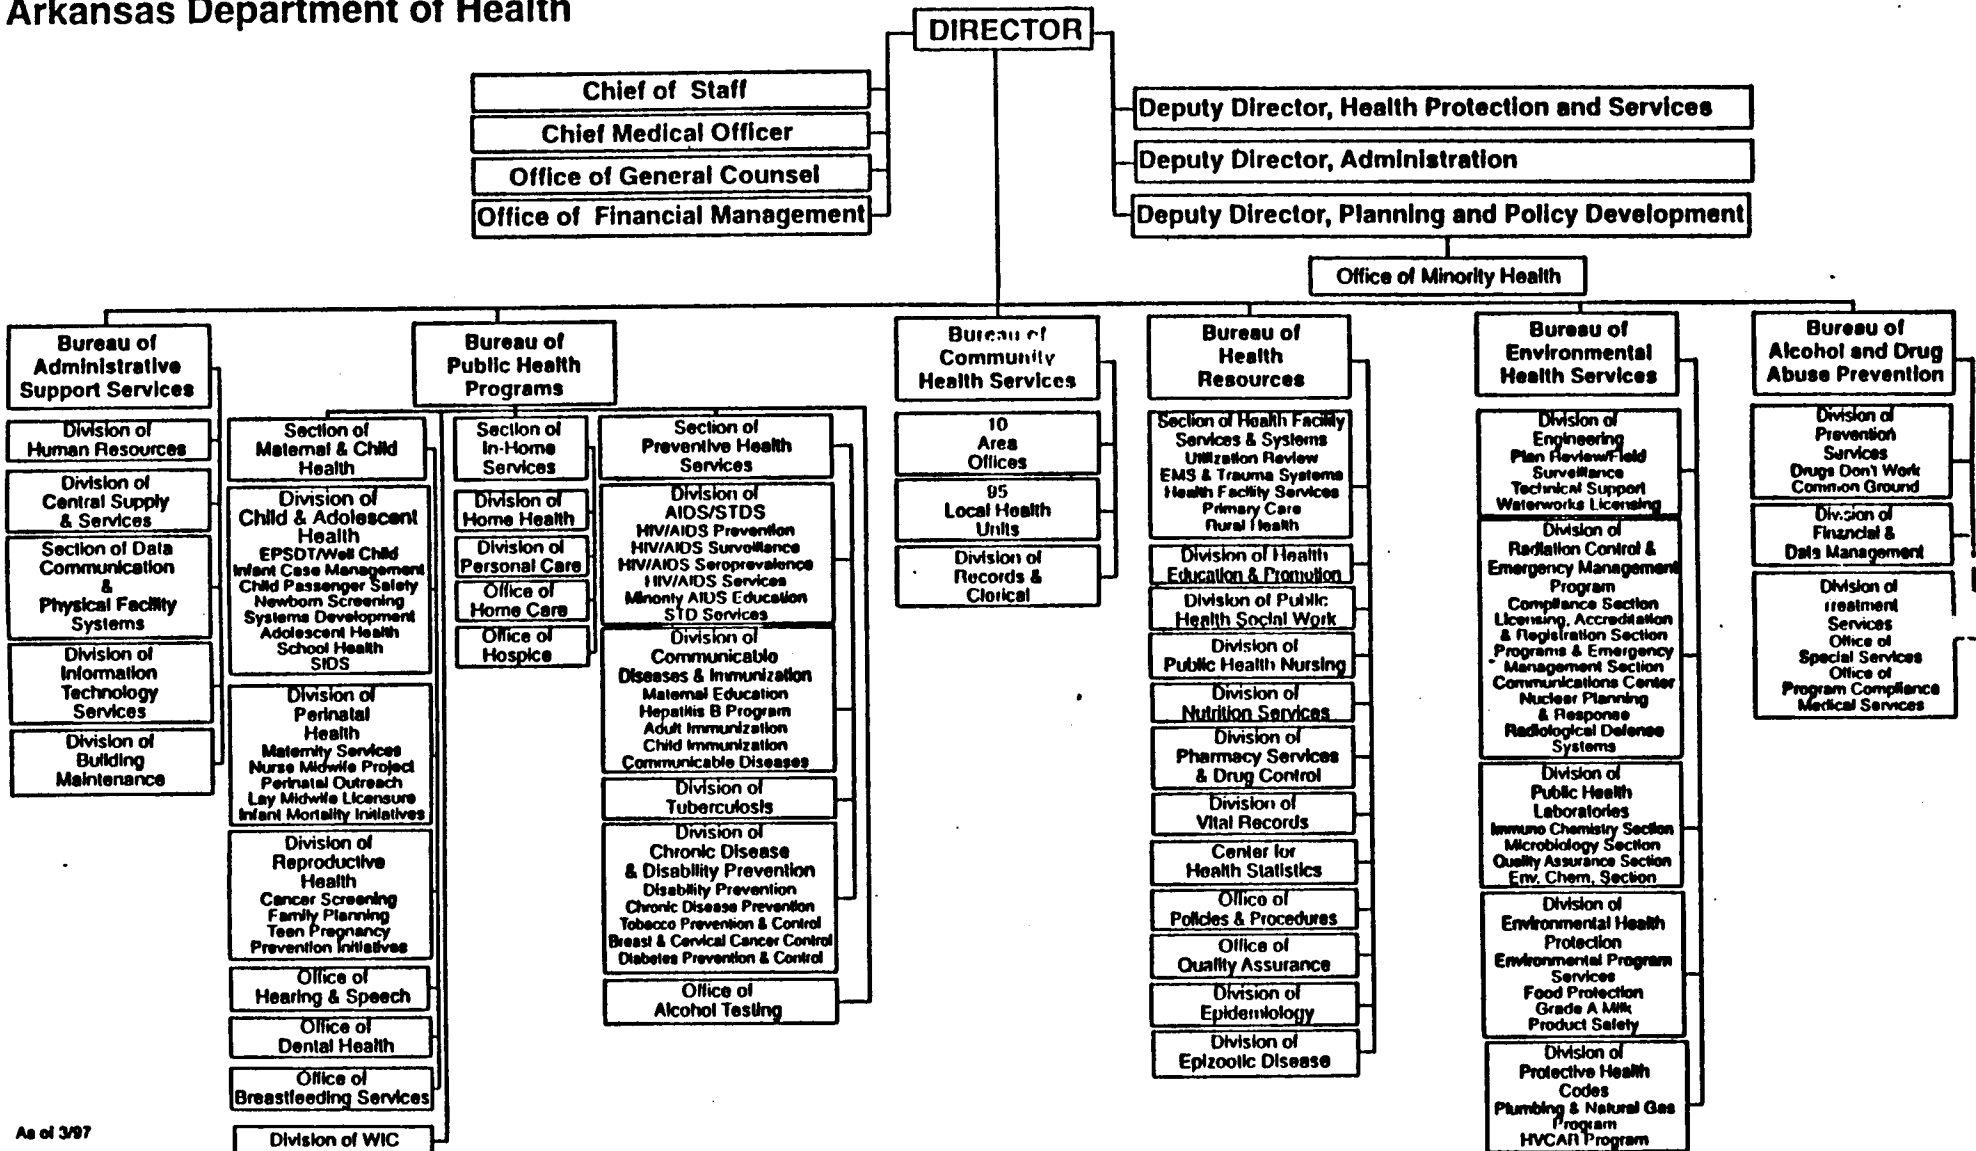 Arkansas Department of Health
DIRECTOR
Chief of Staff
Chief Medical Officer
Office of General Counsel
Office of Financial Management
Deputy Director, Health Protection and Services
Deputy Director, Administration
Deputy Director, Planning and Policy Development
Office of Minority Health
Bureau of
Administrative
Support Services
Division of
Human Resources
Division of
Central Supply
& Services
Section of Data
Communication
&
Physical Facility
Systems
Division of
Information
Technology
Services
Division of
Building
Maintenance
Bureau of
Public Health
Programs
Section of
Maternal & Child
Health
Division of
Child & Adolescent
Health
EPSDT/Well Child
Infant Case Management
Child Passenger Safety
Newborn Screening
Systems Development
Adolescent Health
School Health
SIDS
Division of
Perinatal
Health
Maternity Services
Nurse Midwife Project
Perinatal Outreach
Lay Midwife Licensure
Infant Mortality Initiatives
Division of
Reproductive
Health
Cancer Screening
Family Planning
Teen Pregnancy
Prevention Initiatives
Office of
Hearing & Speech
Office of
Dental Health
Office of
Breastfeeding Services
Division of WIC
Section of
In-Home
Services
Division of
Home Health
Division of
Personal Care
Office of
Home Care
Office of
Hospice
Section of
Preventive Health
Services
Division of
AIDS/STDS
HIV/AIDS Prevention
HIV/AIDS Surveillance
HIV/AIDS Seroprevalence
HIV/AIDS Services
Minority AIDS Education
STD Services
Division of
Communicable
Diseases & Immunization
Maternal Education
Hepatitis B Program
Adult Immunization
Child Immunization
Communicable Diseases
Division of
Tuberculosis
Division of
Chronic Disease
& Disability Prevention
Disability Prevention
Chronic Disease Prevention
Tobacco Prevention & Control
Breast & Cervical Cancer Control
Diabetes Prevention & Control
Office of
Alcohol Testing
Bureau of
Community
Health Services
10
Area
Offices
95
Local Health
Units
Division of
Records &
Clerical
Bureau of
Health
Resources
Section of Health Facility
Services & Systems
Utilization Review
EMS & Trauma Systems
Health Facility Services
Primary Care
Rural Health
Division of Health
Education & Promotion
Division of Public
Health Social Work
Division of
Public Health Nursing
Division of
Nutrition Services
Division of
Pharmacy Services
& Drug Control
Division of
Vital Records
Center for
Health Statistics
Office of
Policies & Procedures
Office of
Quality Assurance
Division of
Epidemiology
Division of
Epizootic Disease
Bureau of
Environmental
Health Services
Division of
Engineering
Plan Review/Field
Surveillance
Technical Support
Waterworks Licensing
Division of
Radiation Control &
Emergency Management
Program
Compliance Section
Licensing, Accreditation
& Registration Section
Programs & Emergency
Management Section
Communications Center
Nuclear Planning
& Response
Radiological Defense
Systems
Division of
Public Health
Laboratories
Immuno Chemistry Section
Microbiology Section
Quality Assurance Section
Env. Chem. Section
Division of
Environmental Health
Protection
Environmental Program
Services
Food Protection
Grade A Milk
Product Safety
Division of
Protective Health
Codes
Plumbing & Natural Gas
Program
HVCAR Program
Bureau of
Alcohol and Drug
Abuse Prevention
Division of
Prevention
Services
Drugs Don't Work
Common Ground
Division of
Financial &
Data Management
Division of
Treatment
Services
Office of
Special Services
Office of
Program Compliance
Medical Services
As of 3/97